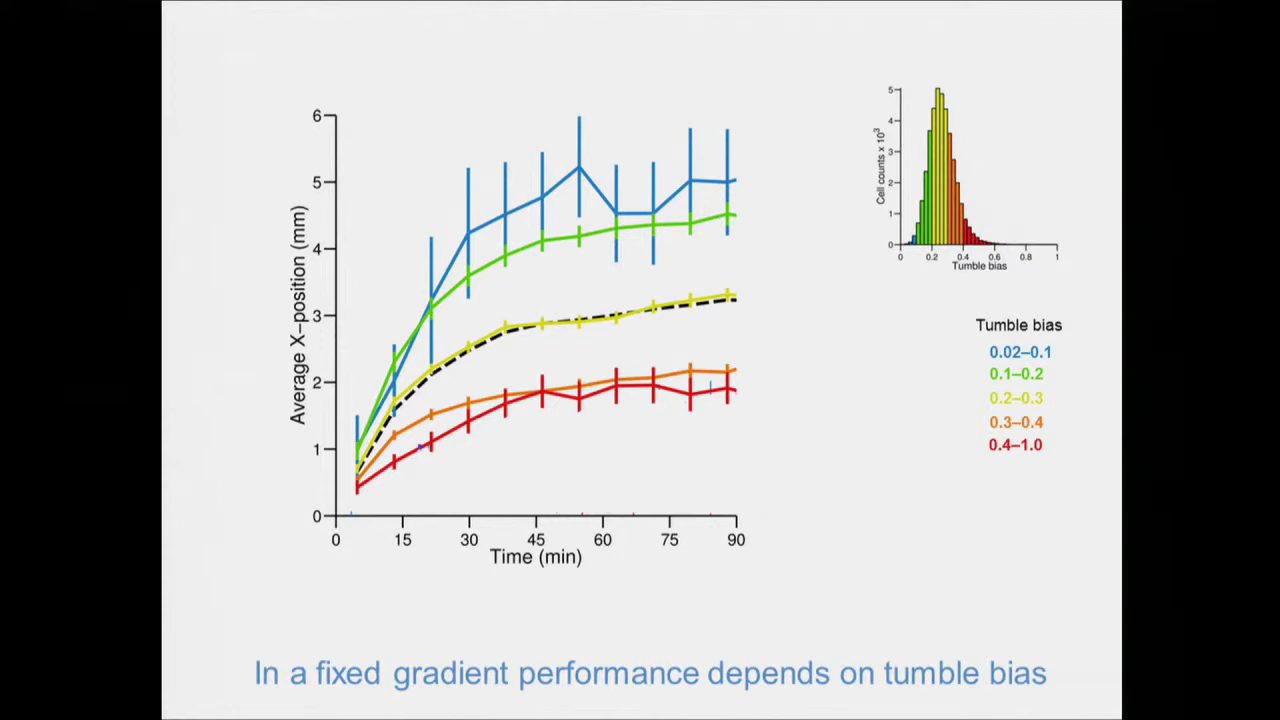 6
5
4
3
2
1
0
Average X–position (mm)
0 15 30 45 60 75 90
Time (min)
5
4
3
2
1
0
Cell counts x 10³
0 0.2 0.4 0.6 0.8 1
Tumble bias
Tumble bias
0.02–0.1
0.1–0.2
0.2–0.3
0.3–0.4
0.4–1.0
In a fixed gradient performance depends on tumble bias